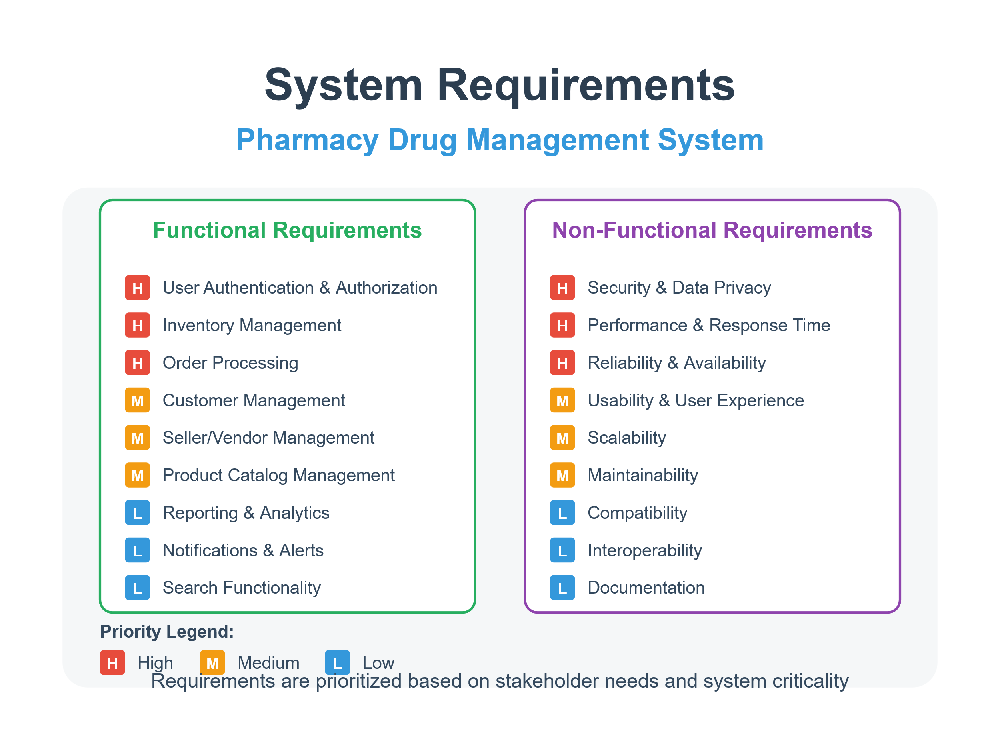 System Requirements
Pharmacy Drug Management System
Functional Requirements
H User Authentication & Authorization
H Inventory Management
H Order Processing
M Customer Management
M Seller/Vendor Management
M Product Catalog Management
L Reporting & Analytics
L Notifications & Alerts
L Search Functionality
Non-Functional Requirements
H Security & Data Privacy
H Performance & Response Time
H Reliability & Availability
M Usability & User Experience
M Scalability
M Maintainability
L Compatibility
L Interoperability
L Documentation
Priority Legend:
H High M Medium L Low
Requirements are prioritized based on stakeholder needs and system criticality